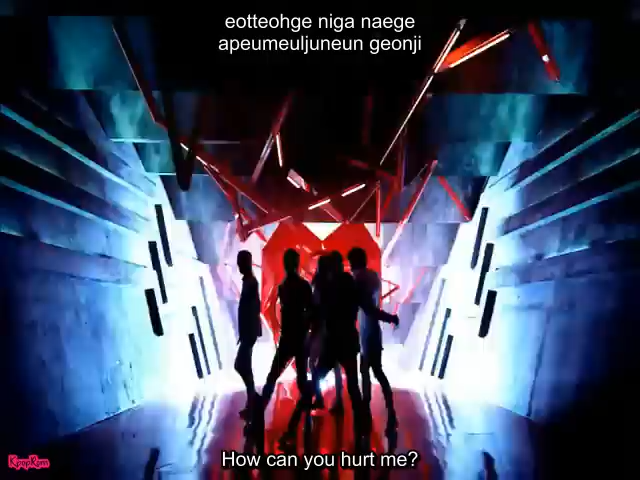 eotteohge niga naege
apeumeuljuneun geonji
How can you hurt me?
KpopRom